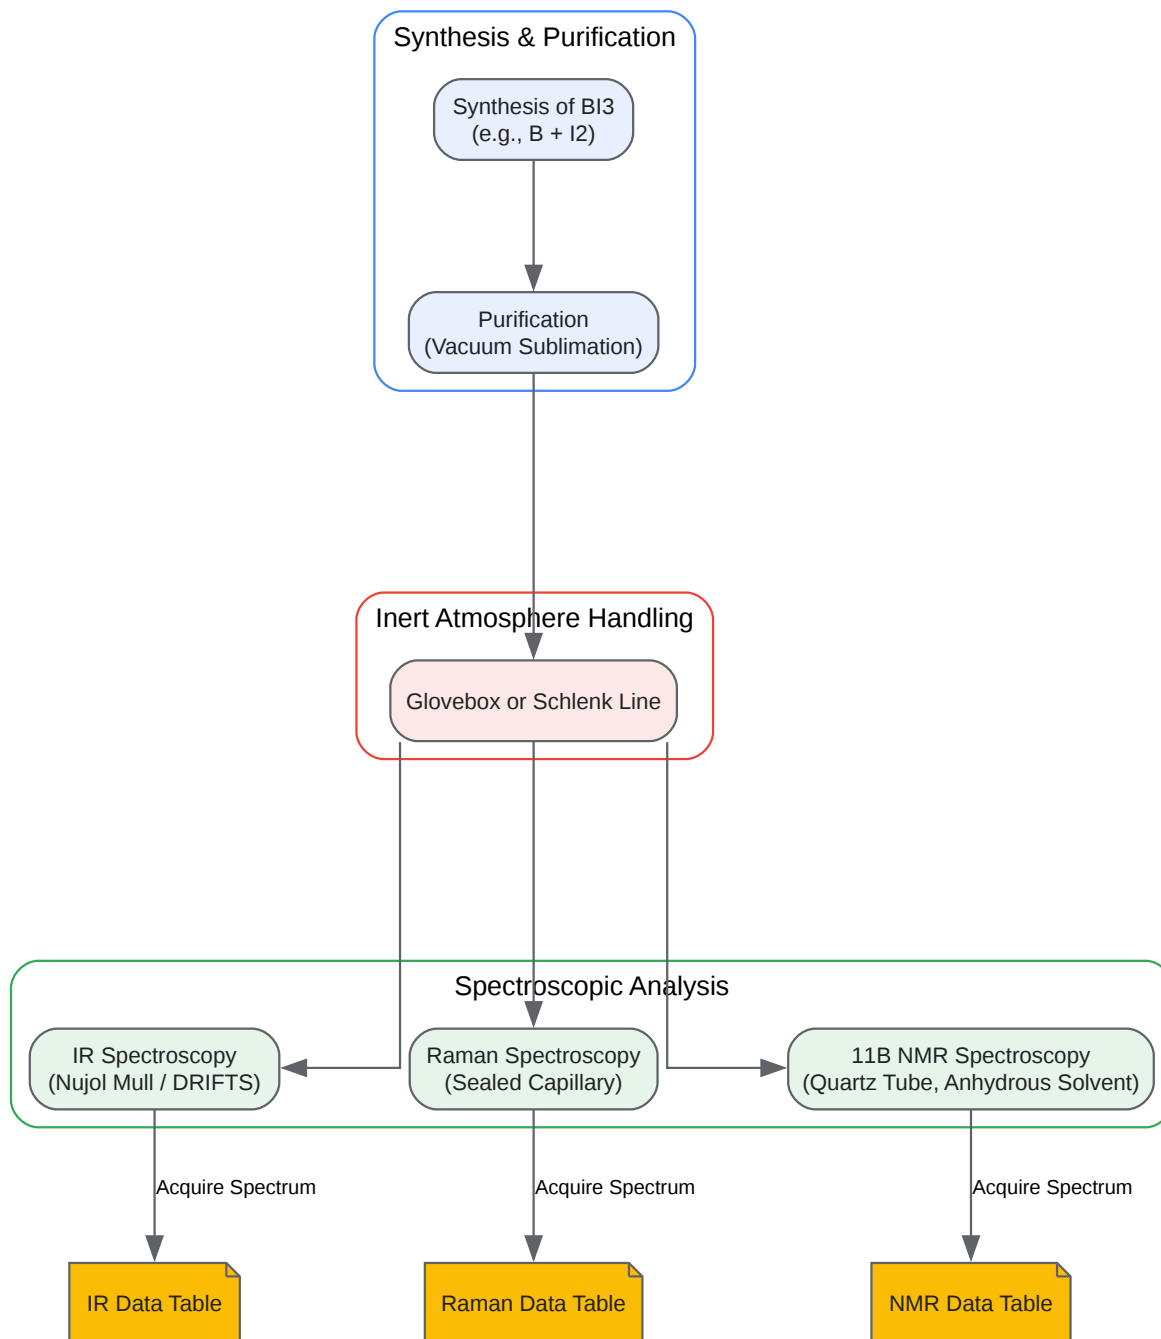 Synthesis & Purification
Synthesis of BI3
(e.g., B + I2)
Purification
(Vacuum Sublimation)
Inert Atmosphere Handling
Glovebox or Schlenk Line
Spectroscopic Analysis
IR Spectroscopy
(Nujol Mull / DRIFTS)
Raman Spectroscopy
(Sealed Capillary)
11B NMR Spectroscopy
(Quartz Tube, Anhydrous Solvent)
Acquire Spectrum
Acquire Spectrum
Acquire Spectrum
IR Data Table
Raman Data Table
NMR Data Table